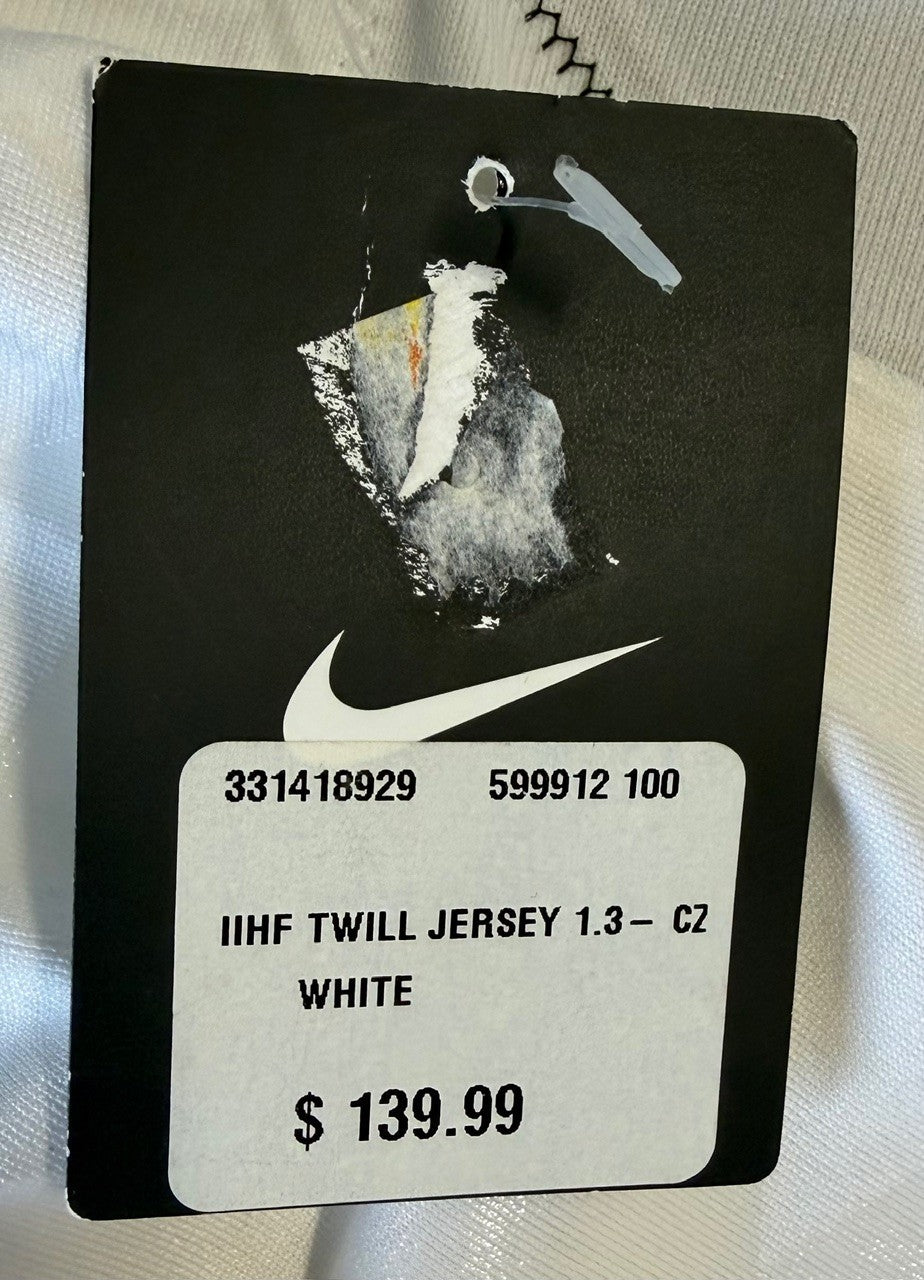 331418929 599912 100
IIHF TWILL JERSEY 1.3- CZ
WHITE
$ 139.99